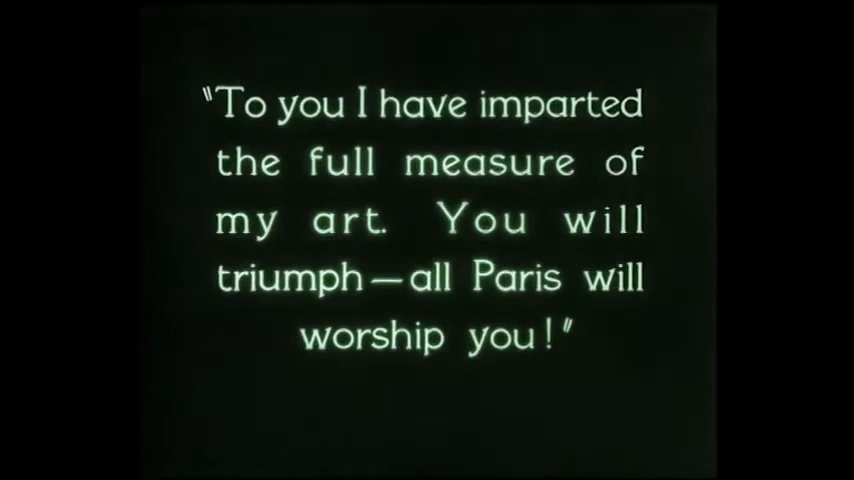 "To you I have imparted
the full measure of
my art. You will
triumph—all Paris will
worship you!"